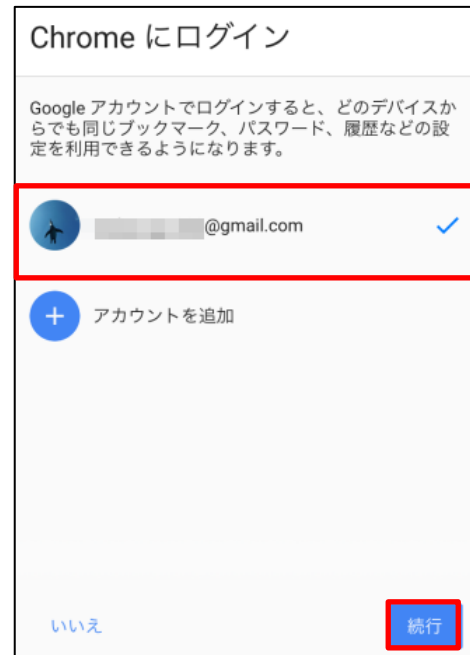 Chrome にログイン
Google アカウントでログインすると、どのデバイスか
らでも同じブックマーク、パスワード、履歴などの設
定を利用できるようになります。
@gmail.com
アカウントを追加
いいえ
続行